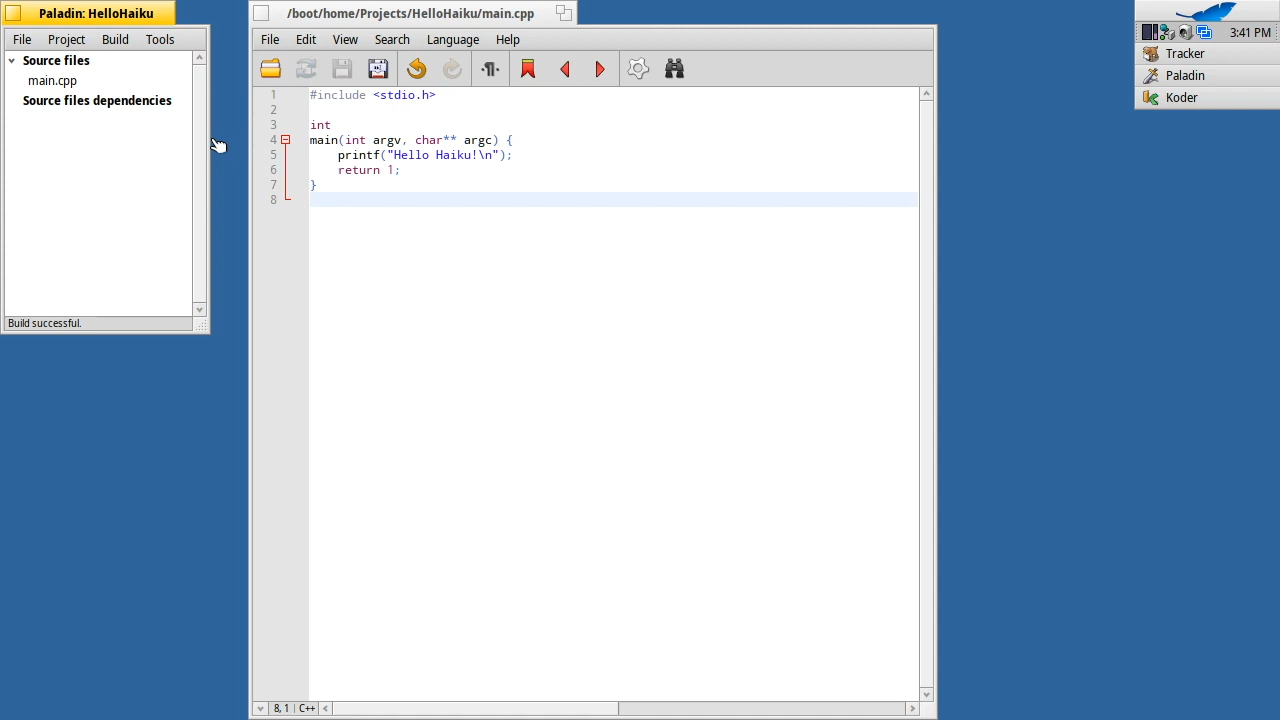 Paladin: HelloHaiku
File Project Build Tools
Source files
main.cpp
Source files dependencies
Build successful.
/boot/home/Projects/HelloHaiku/main.cpp
File Edit View Search Language Help
1 #include <stdio.h>
2
3 int
4 main(int argv, char** argc) {
5 printf("Hello Haiku!\n");
6 return 1;
7 }
8
8, 1 C++
3:41 PM
Tracker
Paladin
Koder